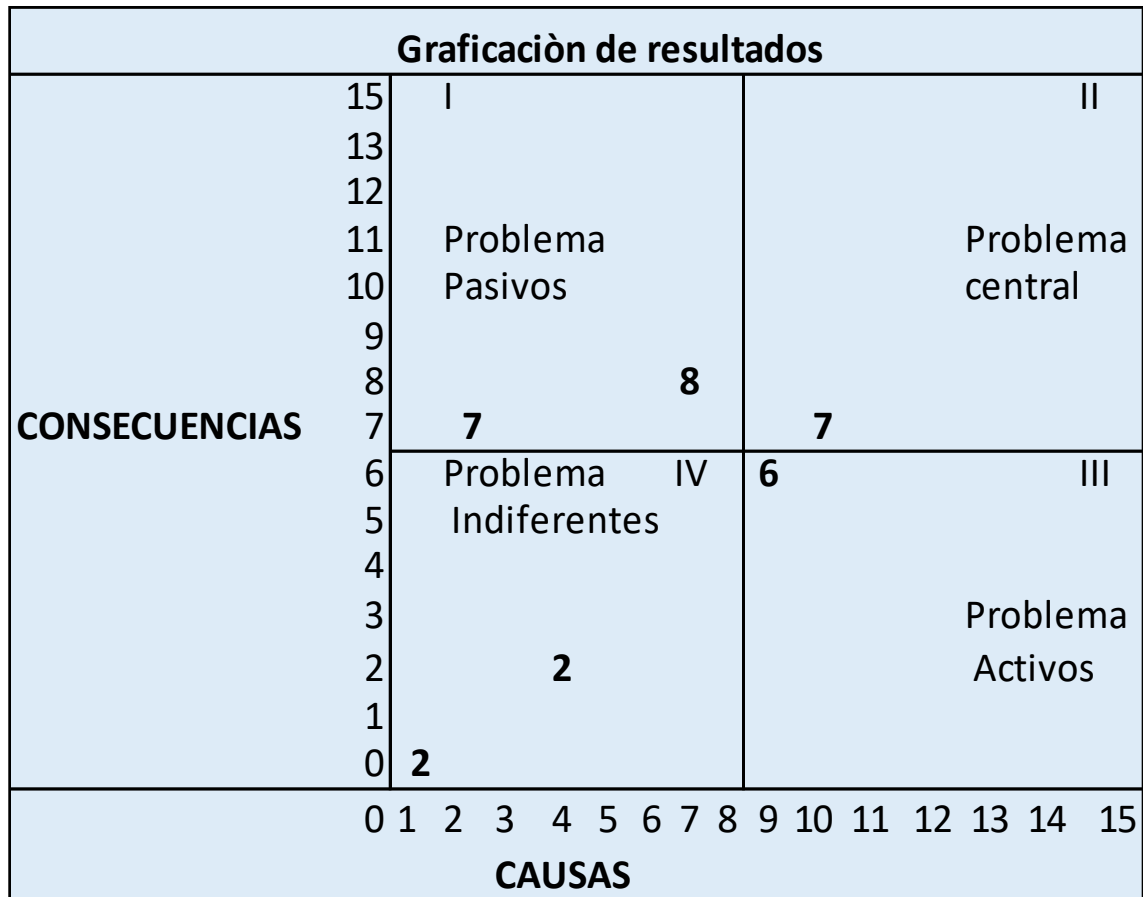 Graficaciòn de resultados
15 I II
13
12
11 Problema Problema
10 Pasivos central
9
8 8
CONSECUENCIAS 7 7 7
6 Problema IV 6 III
5 Indiferentes
4
3 Problema
2 2 Activos
1
0 2
0 1 2 3 4 5 6 7 8 9 10 11 12 13 14 15
CAUSAS